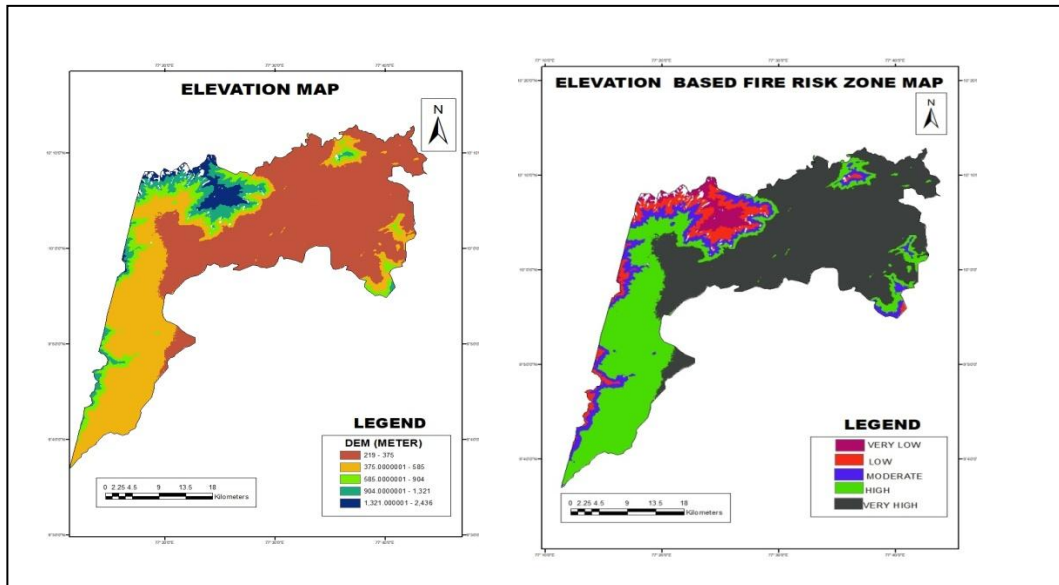 ELEVATION MAP
N
LEGEND
DEM (METER)
219 - 375
375.0000001 - 585
585.0000001 - 904
904.0000001 - 1,321
1,321.000001 - 2,436
0 2.25 4.5 9 13.5 18
Kilometers
ELEVATION BASED FIRE RISK ZONE MAP
N
LEGEND
VERY LOW
LOW
MODERATE
HIGH
VERY HIGH
0 2.25 4.5 9 13.5 18
Kilometers